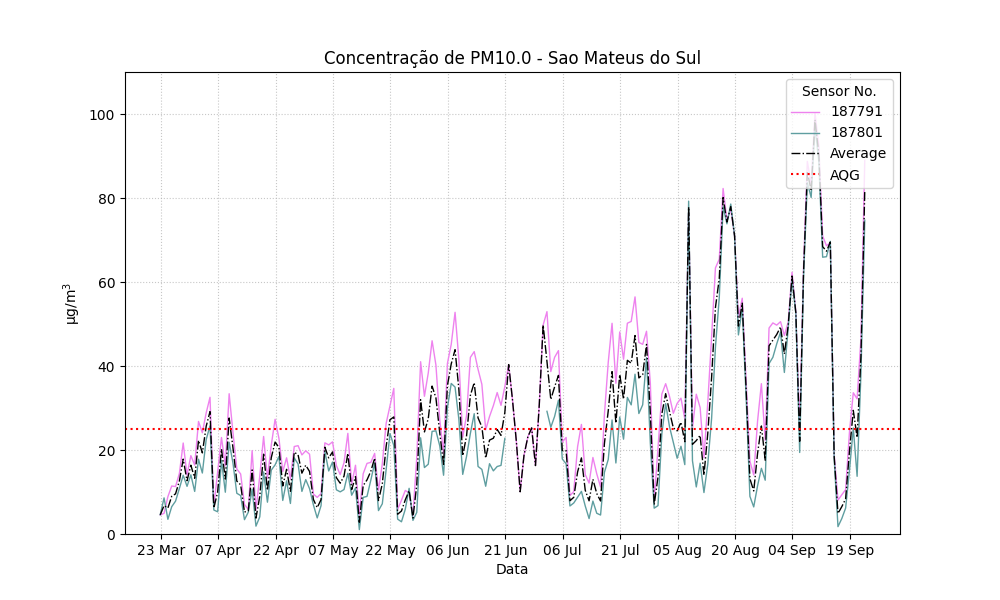 Concentração de PM10.0 - Sao Mateus do Sul
Sensor No.
187791
187801
Average
AQG
100
80
60
40
20
0
µg/m³
23 Mar 07 Apr 22 Apr 07 May 22 May 06 Jun 21 Jun 06 Jul 21 Jul 05 Aug 20 Aug 04 Sep 19 Sep
Data